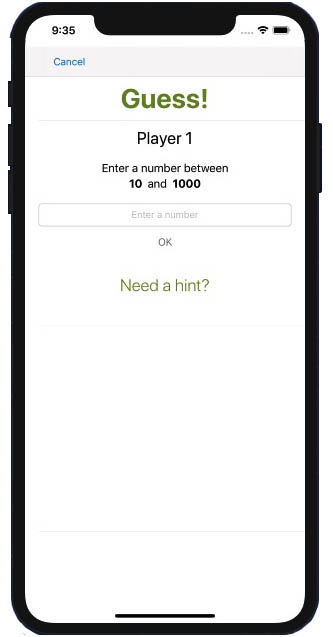 9:35
Cancel
Guess!
Player 1
Enter a number between
10 and 1000
Enter a number
OK
Need a hint?